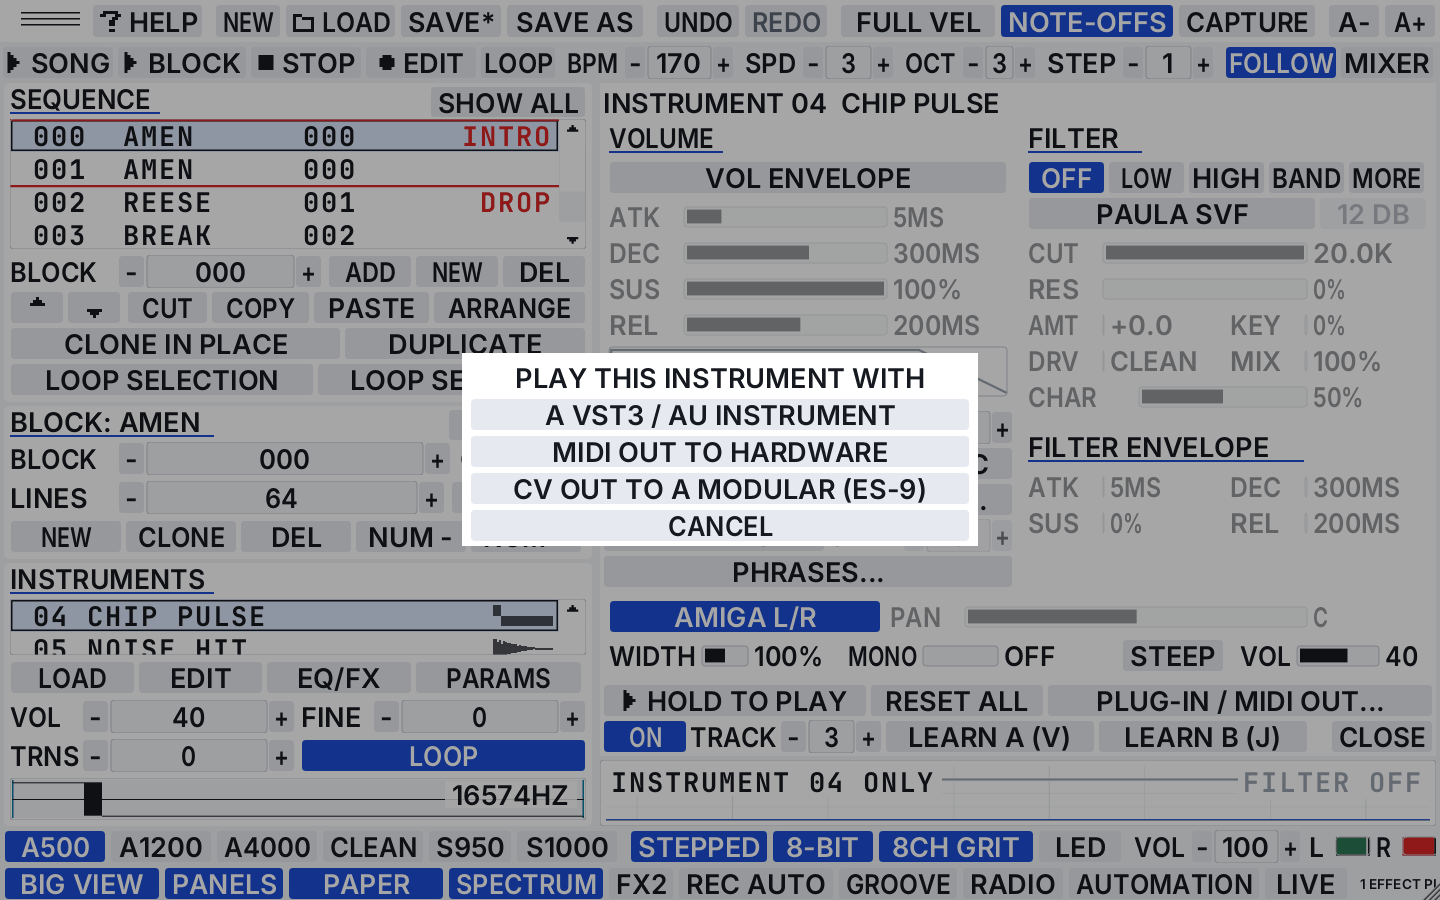 ? HELP NEW LOAD SAVE* SAVE AS UNDO REDO FULL VEL NOTE-OFFS CAPTURE A- A+
SONG BLOCK STOP EDIT LOOP BPM - 170 + SPD - 3 + OCT - 3 + STEP - 1 + FOLLOW MIXER
SEQUENCE SHOW ALL
000 AMEN 000 INTRO
001 AMEN 000
002 REESE 001 DROP
003 BREAK 002
BLOCK - 000 + ADD NEW DEL
CUT COPY PASTE ARRANGE
CLONE IN PLACE DUPLICATE
LOOP SELECTION LOOP SE
BLOCK: AMEN
BLOCK - 000 +
LINES - 64 +
NEW CLONE DEL NUM -
INSTRUMENTS
04 CHIP PULSE
05 NOISE HIT
LOAD EDIT EQ/FX PARAMS
VOL - 40 + FINE - 0 +
TRNS - 0 + LOOP
16574HZ
INSTRUMENT 04 CHIP PULSE
VOLUME
VOL ENVELOPE
ATK 5MS
DEC 300MS
SUS 100%
REL 200MS
FILTER
OFF LOW HIGH BAND MORE
PAULA SVF 12 DB
CUT 20.0K
RES 0%
AMT +0.0 KEY 0%
DRV CLEAN MIX 100%
CHAR 50%
FILTER ENVELOPE
ATK 5MS DEC 300MS
SUS 0% REL 200MS
PLAY THIS INSTRUMENT WITH
A VST3 / AU INSTRUMENT
MIDI OUT TO HARDWARE
CV OUT TO A MODULAR (ES-9)
CANCEL
PHRASES...
AMIGA L/R PAN C
WIDTH 100% MONO OFF STEEP VOL 40
HOLD TO PLAY RESET ALL PLUG-IN / MIDI OUT...
ON TRACK - 3 + LEARN A (V) LEARN B (J) CLOSE
INSTRUMENT 04 ONLY FILTER OFF
A500 A1200 A4000 CLEAN S950 S1000 STEPPED 8-BIT 8CH GRIT LED VOL - 100 + L R
BIG VIEW PANELS PAPER SPECTRUM FX2 REC AUTO GROOVE RADIO AUTOMATION LIVE 1 EFFECT